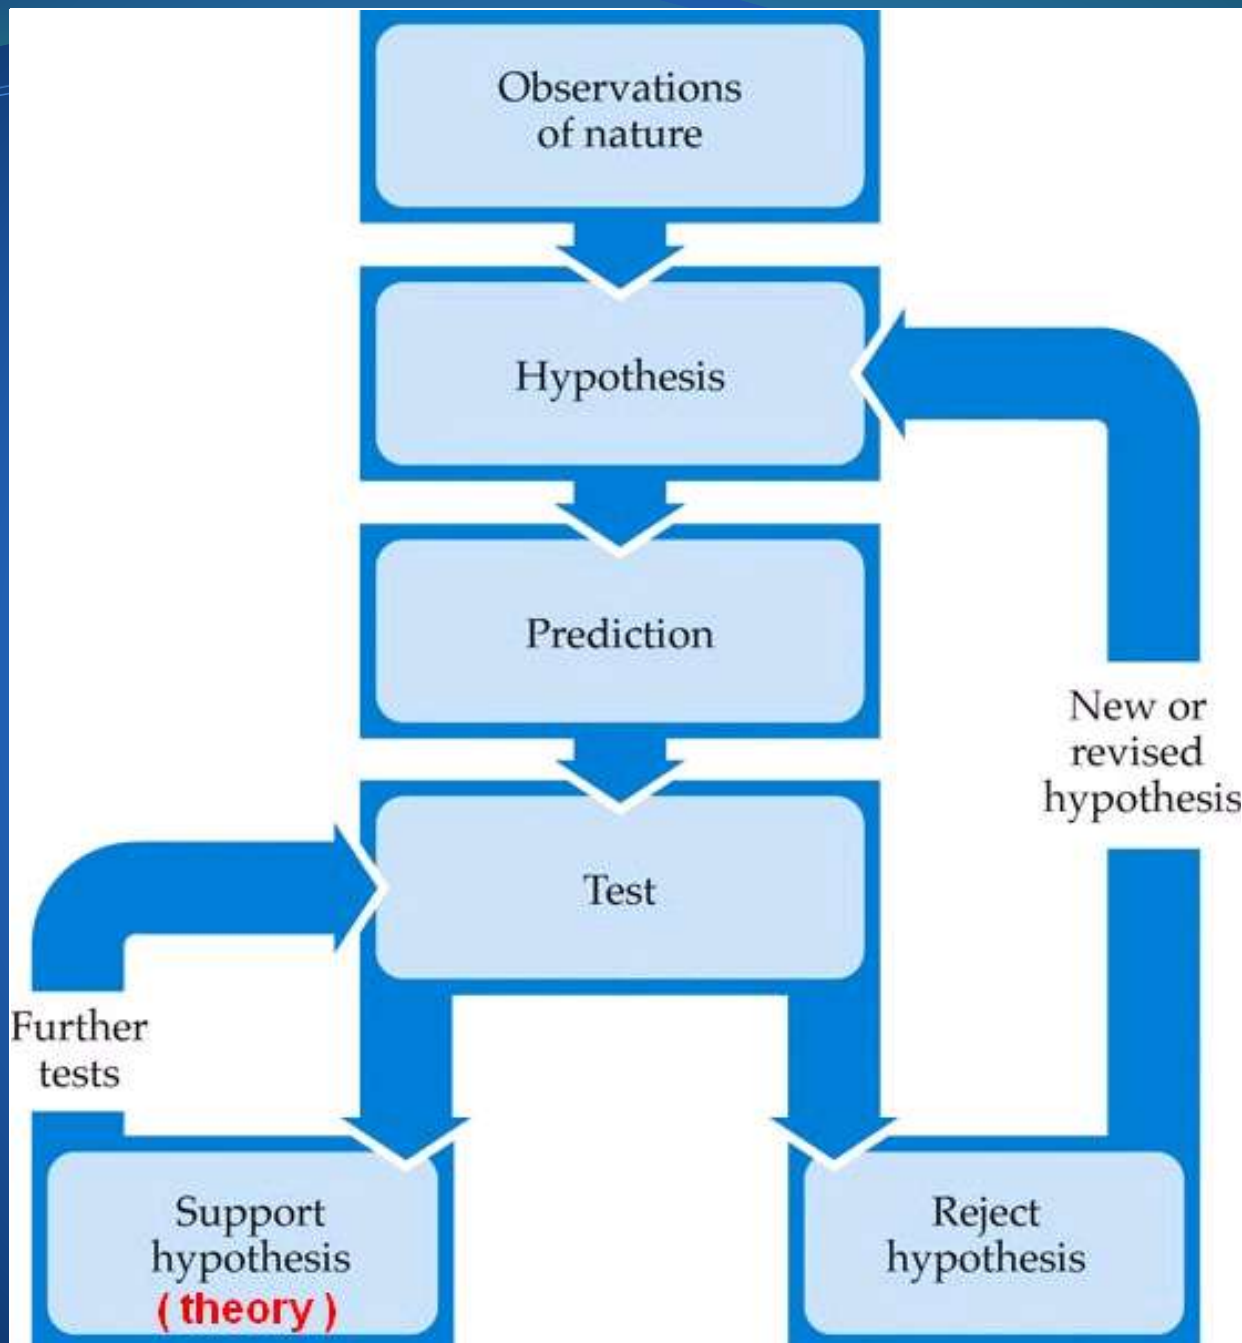 Observations
of nature
Hypothesis
Prediction
New or
revised
hypothesis
Test
Further
tests
Support
hypothesis
( theory )
Reject
hypothesis